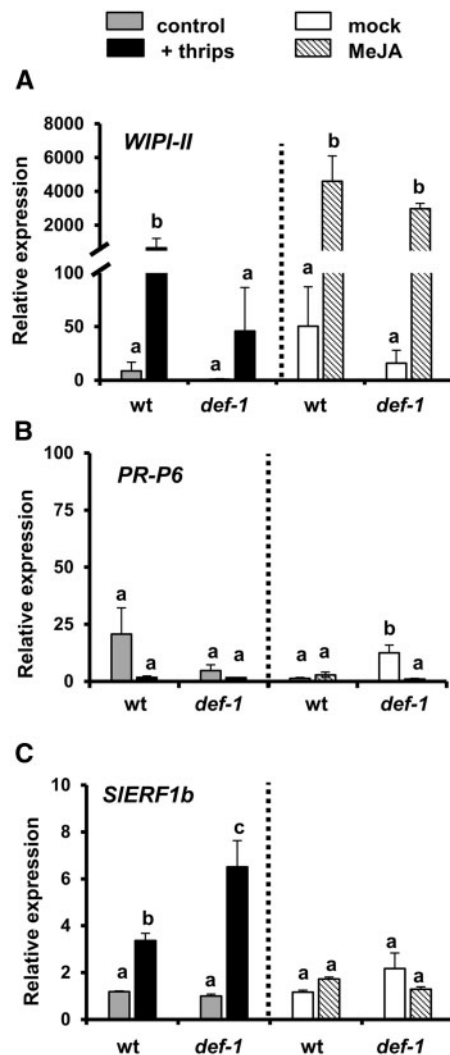 control
mock
+ thrips
MeJA
A
WIPI-II
8000
6000
4000
2000
100
50
0
Relative expression
a
b
a
a
a
b
a
b
wt
def-1
wt
def-1
B
PR-P6
100
75
50
25
0
Relative expression
a
a
a
a
a
a
b
a
wt
def-1
wt
def-1
C
SlERF1b
10
8
6
4
2
0
Relative expression
a
b
a
c
a
a
a
a
wt
def-1
wt
def-1